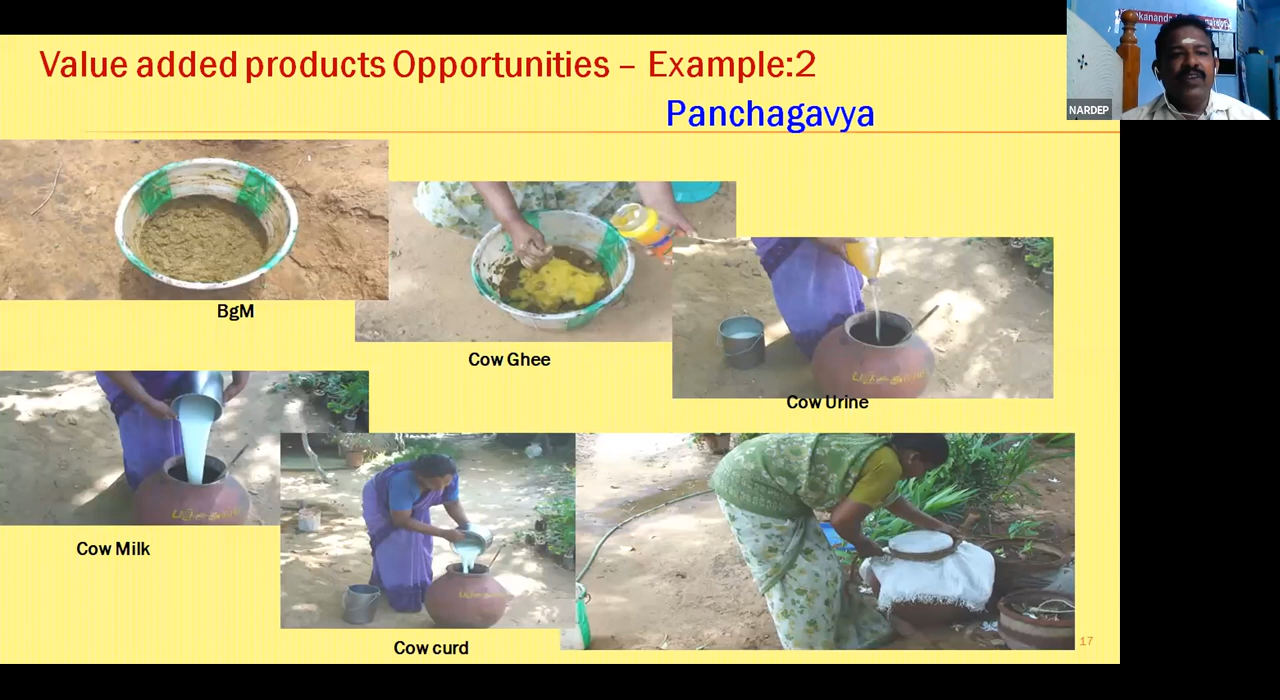 Value added products Opportunities – Example:2
Panchagavya
NARDEP
BgM
Cow Ghee
Cow Urine
Cow Milk
Cow curd
17